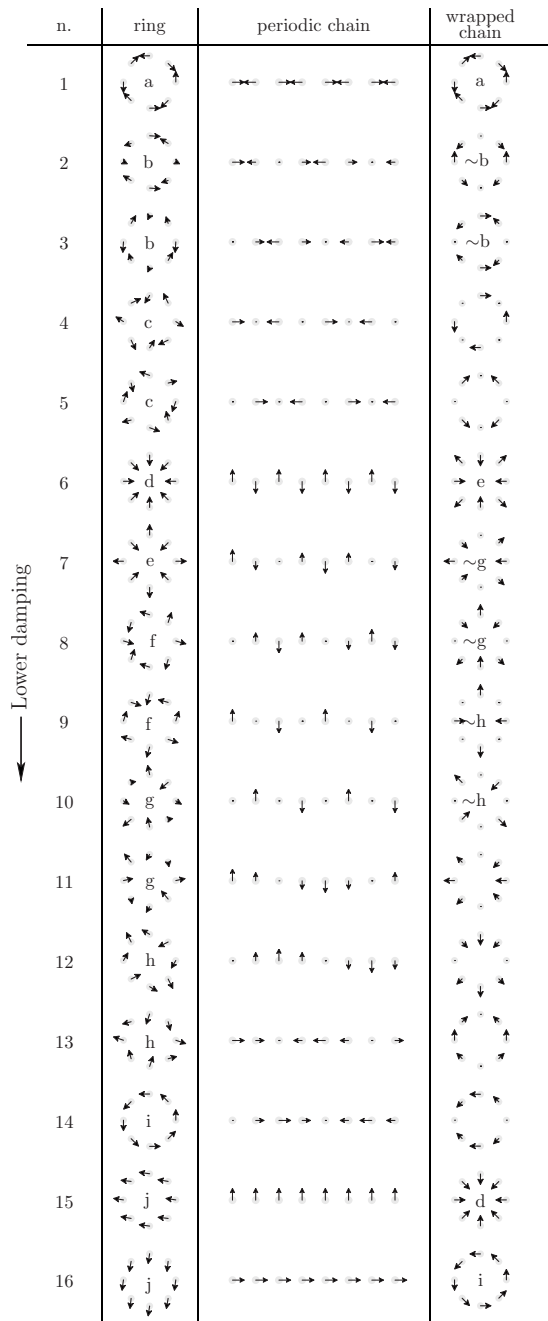 n. ring periodic chain wrapped chain
1 a a
2 b ~b
3 b ~b
4 c
5 c
6 d e
7 e ~g
8 f ~g
9 f ~h
10 g ~h
11 g
12 h
13 h
14 i
15 j d
16 j i
Lower damping